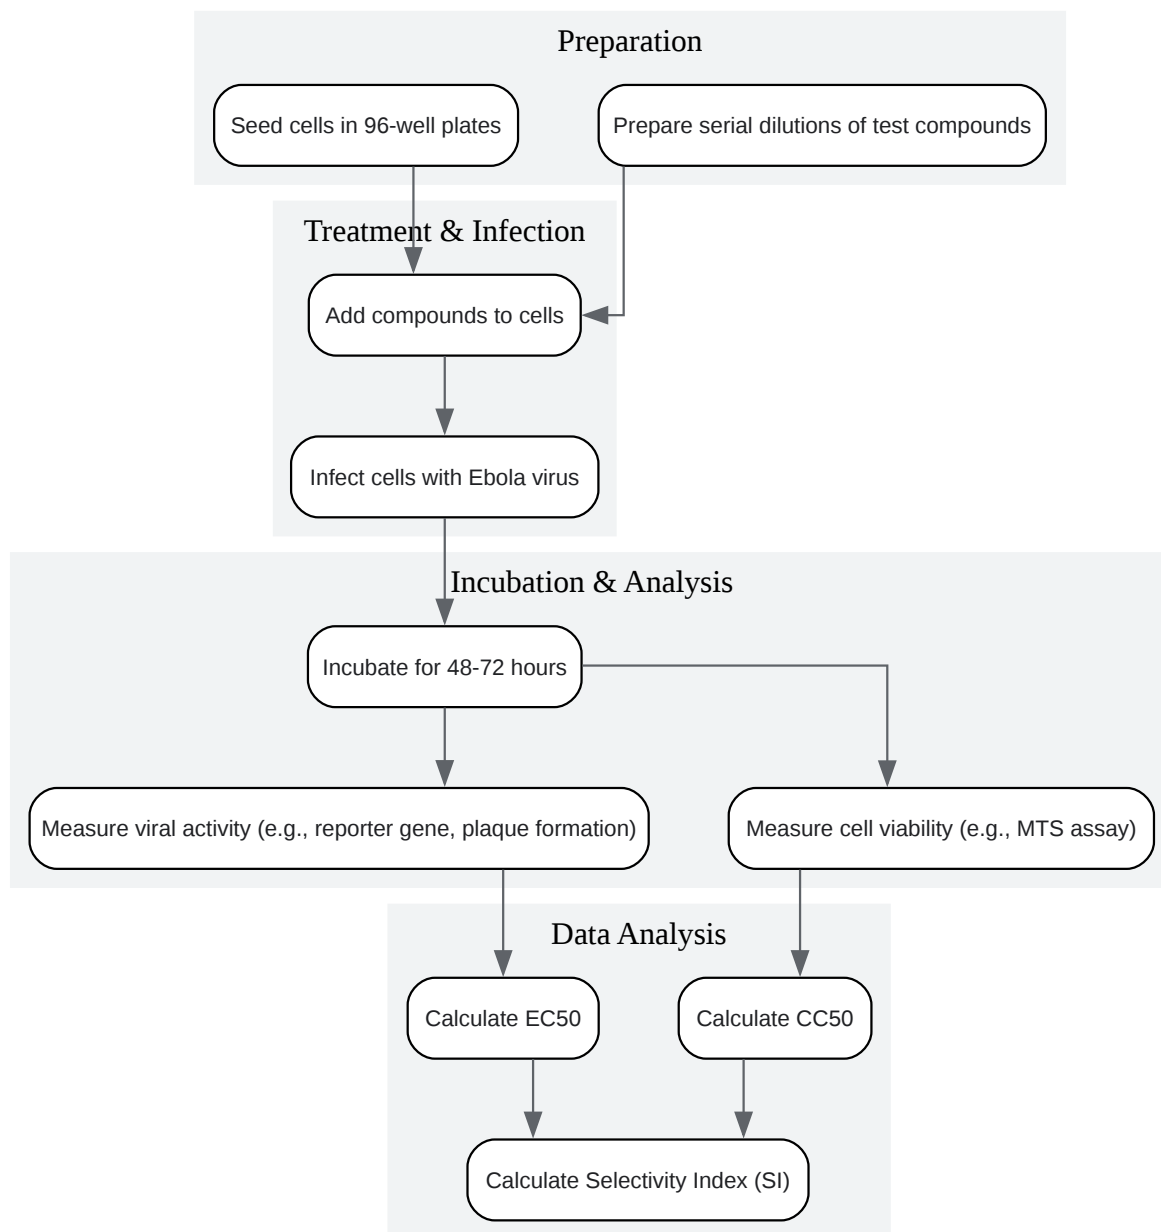 Preparation
Seed cells in 96-well plates
Prepare serial dilutions of test compounds
Treatment & Infection
Add compounds to cells
Infect cells with Ebola virus
Incubation & Analysis
Incubate for 48-72 hours
Measure viral activity (e.g., reporter gene, plaque formation)
Measure cell viability (e.g., MTS assay)
Data Analysis
Calculate EC50
Calculate CC50
Calculate Selectivity Index (SI)